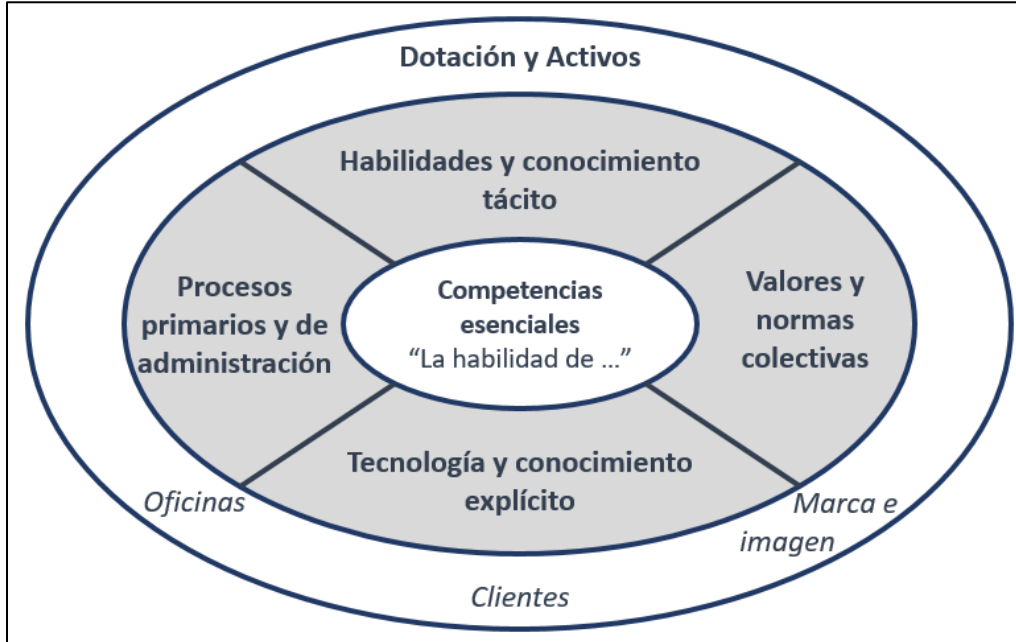 Dotación y Activos
Habilidades y conocimiento
tácito
Procesos
primarios y de
administración
Competencias
esenciales
“La habilidad de ...”
Valores y
normas
colectivas
Tecnología y conocimiento
explícito
Oficinas
Marca e
imagen
Clientes